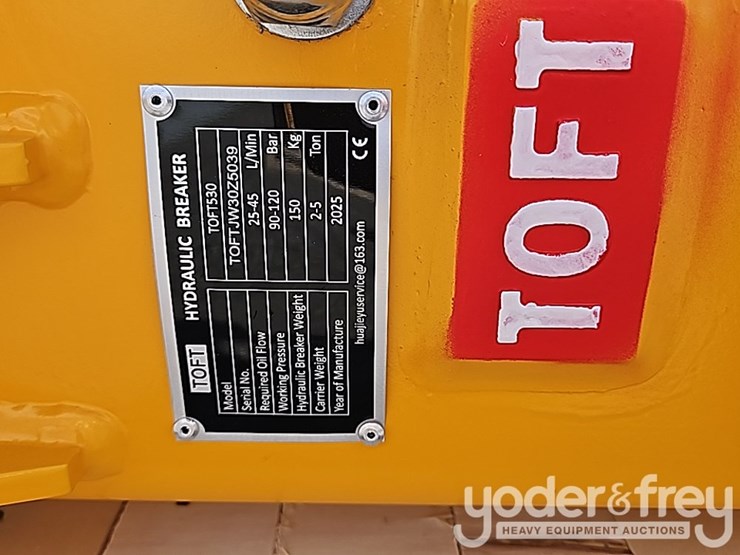 TOFT HYDRAULIC BREAKER
Model TOFT530
Serial No. TOFTJW30Z5039
Required Oil Flow 25-45 L/Min
Working Pressure 90-120 Bar
Hydraulic Breaker Weight 150 Kg
Carrier Weight 2-5 Ton
Year of Manufacture 2025
huajieyuservice@163.com CE
TOFT
yoder&frey
HEAVY EQUIPMENT AUCTIONS